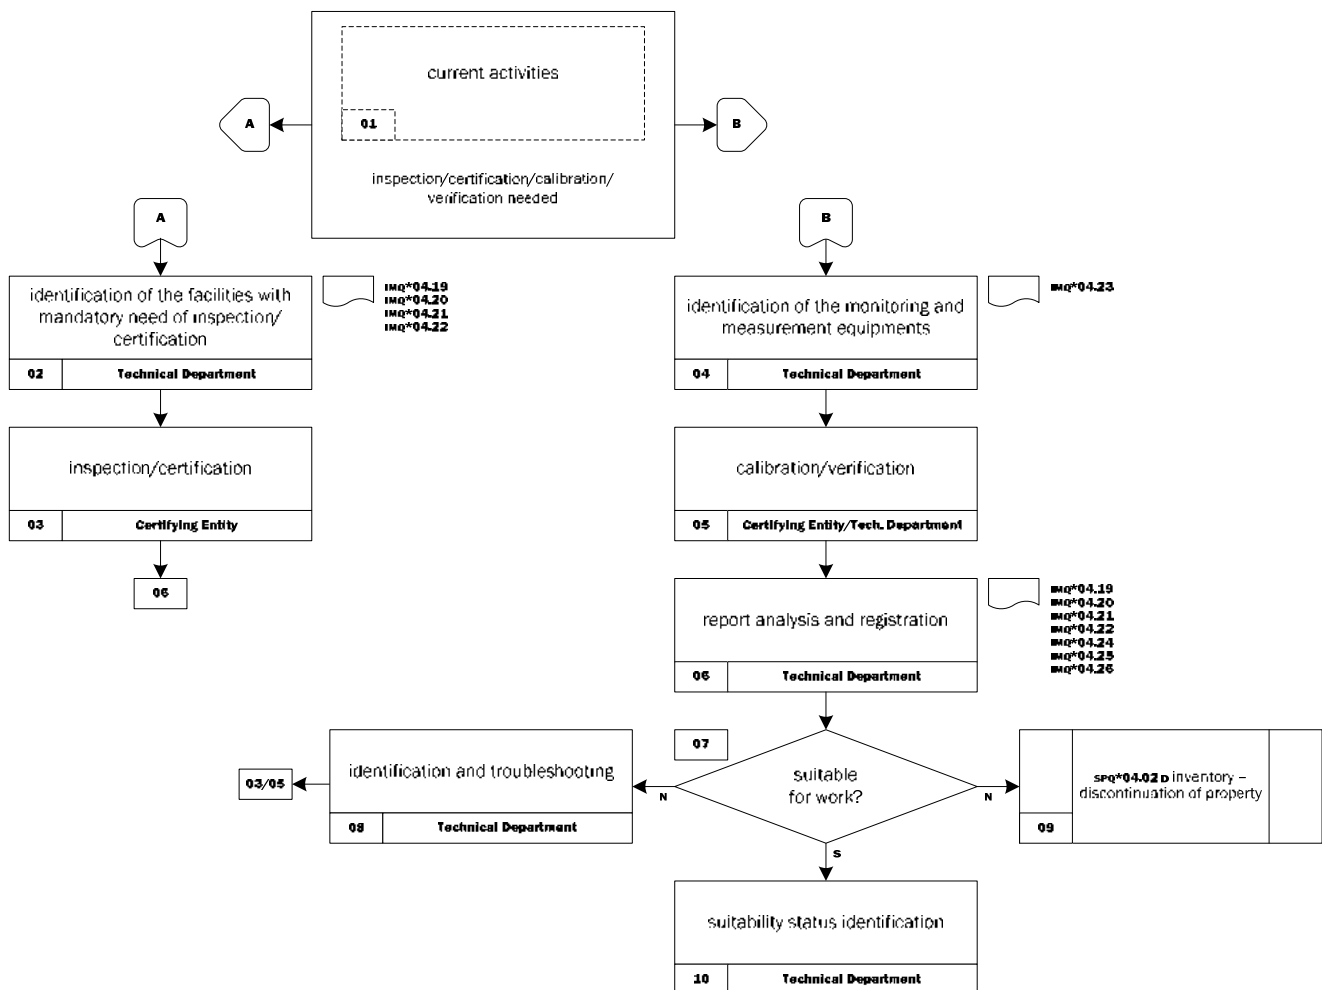 current activities
01
A
B
inspection/certification/calibration/
verification needed
A
B
identification of the facilities with
mandatory need of inspection/
certification
02
Technical Department
IMQ*04.19
IMQ*04.20
IMQ*04.21
IMQ*04.22
identification of the monitoring and
measurement equipments
04
Technical Department
IMQ*04.23
inspection/certification
03
Certifying Entity
calibration/verification
05
Certifying Entity/Tech. Department
06
report analysis and registration
06
Technical Department
IMQ*04.19
IMQ*04.20
IMQ*04.21
IMQ*04.22
IMQ*04.24
IMQ*04.25
IMQ*04.26
03/05
identification and troubleshooting
08
Technical Department
07
suitable
for work?
N
N
S
SPQ*04.02 D inventory –
discontinuation of property
09
suitability status identification
10
Technical Department